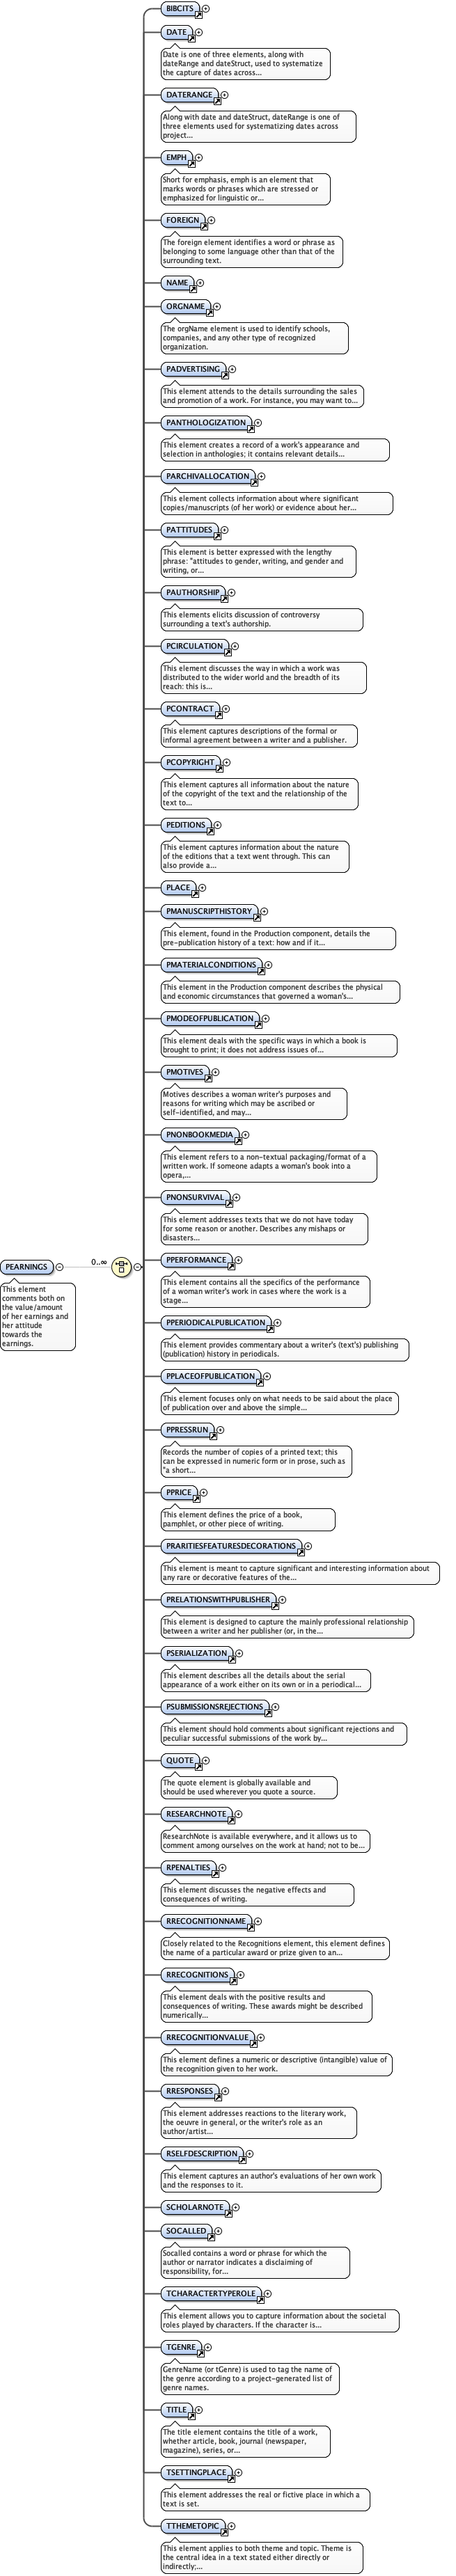 BIBCITS
DATE
Date is one of three elements, along with
dateRange and dateStruct, used to systematize
the capture of dates across...
DATERANGE
Along with date and dateStruct, dateRange is one of
three elements used for systematizing dates across
project...
EMPH
Short for emphasis, emph is an element that
marks words or phrases which are stressed or
emphasized for linguistic or...
FOREIGN
The foreign element identifies a word or phrase as
belonging to some language other than that of the
surrounding text.
NAME
ORGNAME
The orgName element is used to identify schools,
companies, and any other type of recognized
organization.
PADVERTISING
This element attends to the details surrounding the sales
and promotion of a work. For instance, you may want to...
PANTHOLOGIZATION
This element creates a record of a work's appearance and
selection in anthologies; it contains relevant details...
PARCHIVALLOCATION
This element collects information about where significant
copies/manuscripts (of her work) or evidence about her...
PATTITUDES
This element is better expressed with the lengthy
phrase: "attitudes to gender, writing, and gender and
writing, or...
PAUTHORSHIP
This elements elicits discussion of controversy
surrounding a text's authorship.
PCIRCULATION
This element discusses the way in which a work was
distributed to the wider world and the breadth of its
reach: this is...
PCONTRACT
This element captures descriptions of the formal or
informal agreement between a writer and a publisher.
PCOPYRIGHT
This element captures all information about the nature
of the copyright of the text and the relationship of the
text to...
PEDITIONS
This element captures information about the nature
of the editions that a text went through. This can
also provide a...
PLACE
PMANUSCRIPTHISTORY
This element, found in the Production component, details the
pre-publication history of a text: how and if it...
PMATERIALCONDITIONS
This element in the Production component describes the physical
and economic circumstances that governed a woman's...
PMODEOFPUBLICATION
This element deals with the specific ways in which a book is
brought to print; it does not address issues of...
PMOTIVES
Motives describes a woman writer's purposes and
reasons for writing which may be ascribed or
self-identified, and may...
PNONBOOKMEDIA
This element refers to a non-textual packaging/format of a
written work. If someone adapts a woman's book into a
opera,...
PNONSURVIVAL
This element addresses texts that we do not have today
for some reason or another. Describes any mishaps or
disasters...
PEARNINGS
0..∞
This element
comments both on
the value/amount
of her earnings and
her attitude
towards the
earnings.
PPERFORMANCE
This element contains all the specifics of the performance
of a woman writer's work in cases where the work is a
stage...
PPERIODICALPUBLICATION
This element provides commentary about a writer's (text's) publishing
(publication) history in periodicals.
PPLACEOFPUBLICATION
This element focuses only on what needs to be said about the place
of publication over and above the simple...
PPRESSRUN
Records the number of copies of a printed text; this
can be expressed in numeric form or in prose, such as
"a short...
PPRICE
This element defines the price of a book,
pamphlet, or other piece of writing.
PRARITIESFEATURESDECORATIONS
This element is meant to capture significant and interesting information about
any rare or decorative features of the...
PRELATIONSWITHPUBLISHER
This element is designed to capture the mainly professional relationship
between a writer and her publisher (or, in the...
PSERIALIZATION
This element describes all the details about the serial
appearance of a work either on its own or in a periodical...
PSUBMISSIONSREJECTIONS
This element should hold comments about significant rejections and
peculiar successful submissions of the work by...
QUOTE
The quote element is globally available and
should be used wherever you quote a source.
RESEARCHNOTE
ResearchNote is available everywhere, and it allows us to
comment among ourselves on the work at hand; not to be...
RPENALTIES
This element discusses the negative effects and
consequences of writing.
RRECOGNITIONNAME
Closely related to the Recognitions element, this element defines
the name of a particular award or prize given to an...
RRECOGNITIONS
This element deals with the positive results and
consequences of writing. These awards might be described
numerically...
RRECOGNITIONVALUE
This element defines a numeric or descriptive (intangible) value of
the recognition given to her work.
RRESPONSES
This element addresses reactions to the literary work,
the oeuvre in general, or the writer's role as an
author/artist...
RSELFDESCRIPTION
This element captures an author's evaluations of her own work
and the responses to it.
SCHOLARNOTE
SOCALLED
Socalled contains a word or phrase for which the
author or narrator indicates a disclaiming of
responsibility, for...
TCHARACTERTYPEROLE
This element allows you to capture information about the societal
roles played by characters. If the character is...
TGENRE
GenreName (or tGenre) is used to tag the name of
the genre according to a project-generated list of
genre names.
TITLE
The title element contains the title of a work,
whether article, book, journal (newspaper,
magazine), series, or...
TSETTINGPLACE
This element addresses the real or fictive place in which a
text is set.
TTHEMETOPIC
This element applies to both theme and topic. Theme is
the central idea in a text stated either directly or
indirectly;...